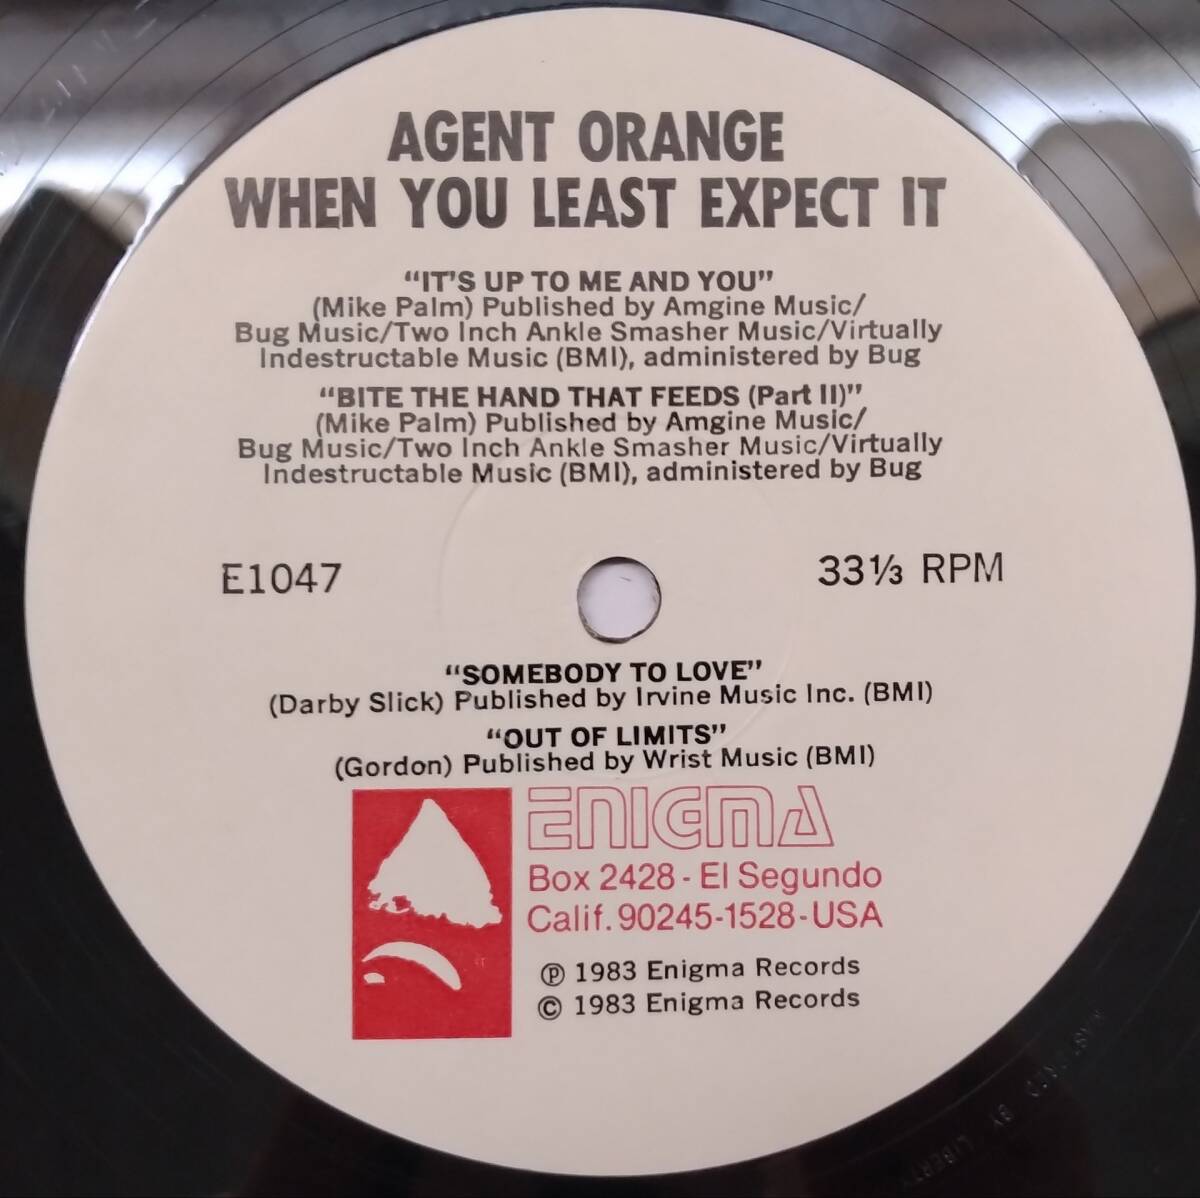 AGENT ORANGE
WHEN YOU LEAST EXPECT IT
“IT’S UP TO ME AND YOU”
(Mike Palm) Published by Amgine Music/
Bug Music/Two Inch Ankle Smasher Music/Virtually
Indestructable Music (BMI), administered by Bug
“BITE THE HAND THAT FEEDS (Part II)”
(Mike Palm) Published by Amgine Music/
Bug Music/Two Inch Ankle Smasher Music/Virtually
Indestructable Music (BMI), administered by Bug
E1047
33⅓ RPM
“SOMEBODY TO LOVE”
(Darby Slick) Published by Irvine Music Inc. (BMI)
“OUT OF LIMITS”
(Gordon) Published by Wrist Music (BMI)
ENIGMA
Box 2428 - El Segundo
Calif. 90245-1528-USA
℗ 1983 Enigma Records
© 1983 Enigma Records
MASTERED BY LIBERTY